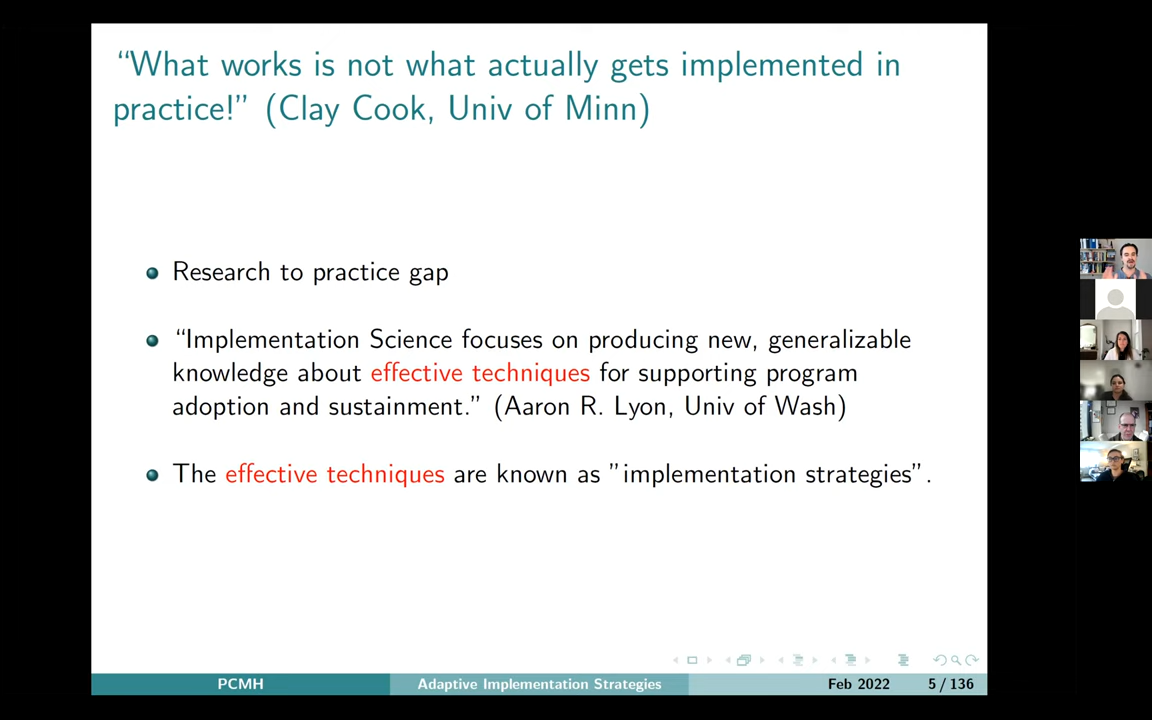 “What works is not what actually gets implemented in
practice!” (Clay Cook, Univ of Minn)
Research to practice gap
“Implementation Science focuses on producing new, generalizable
knowledge about effective techniques for supporting program
adoption and sustainment.” (Aaron R. Lyon, Univ of Wash)
The effective techniques are known as ”implementation strategies”.
PCMH
Adaptive Implementation Strategies
Feb 2022
5 / 136